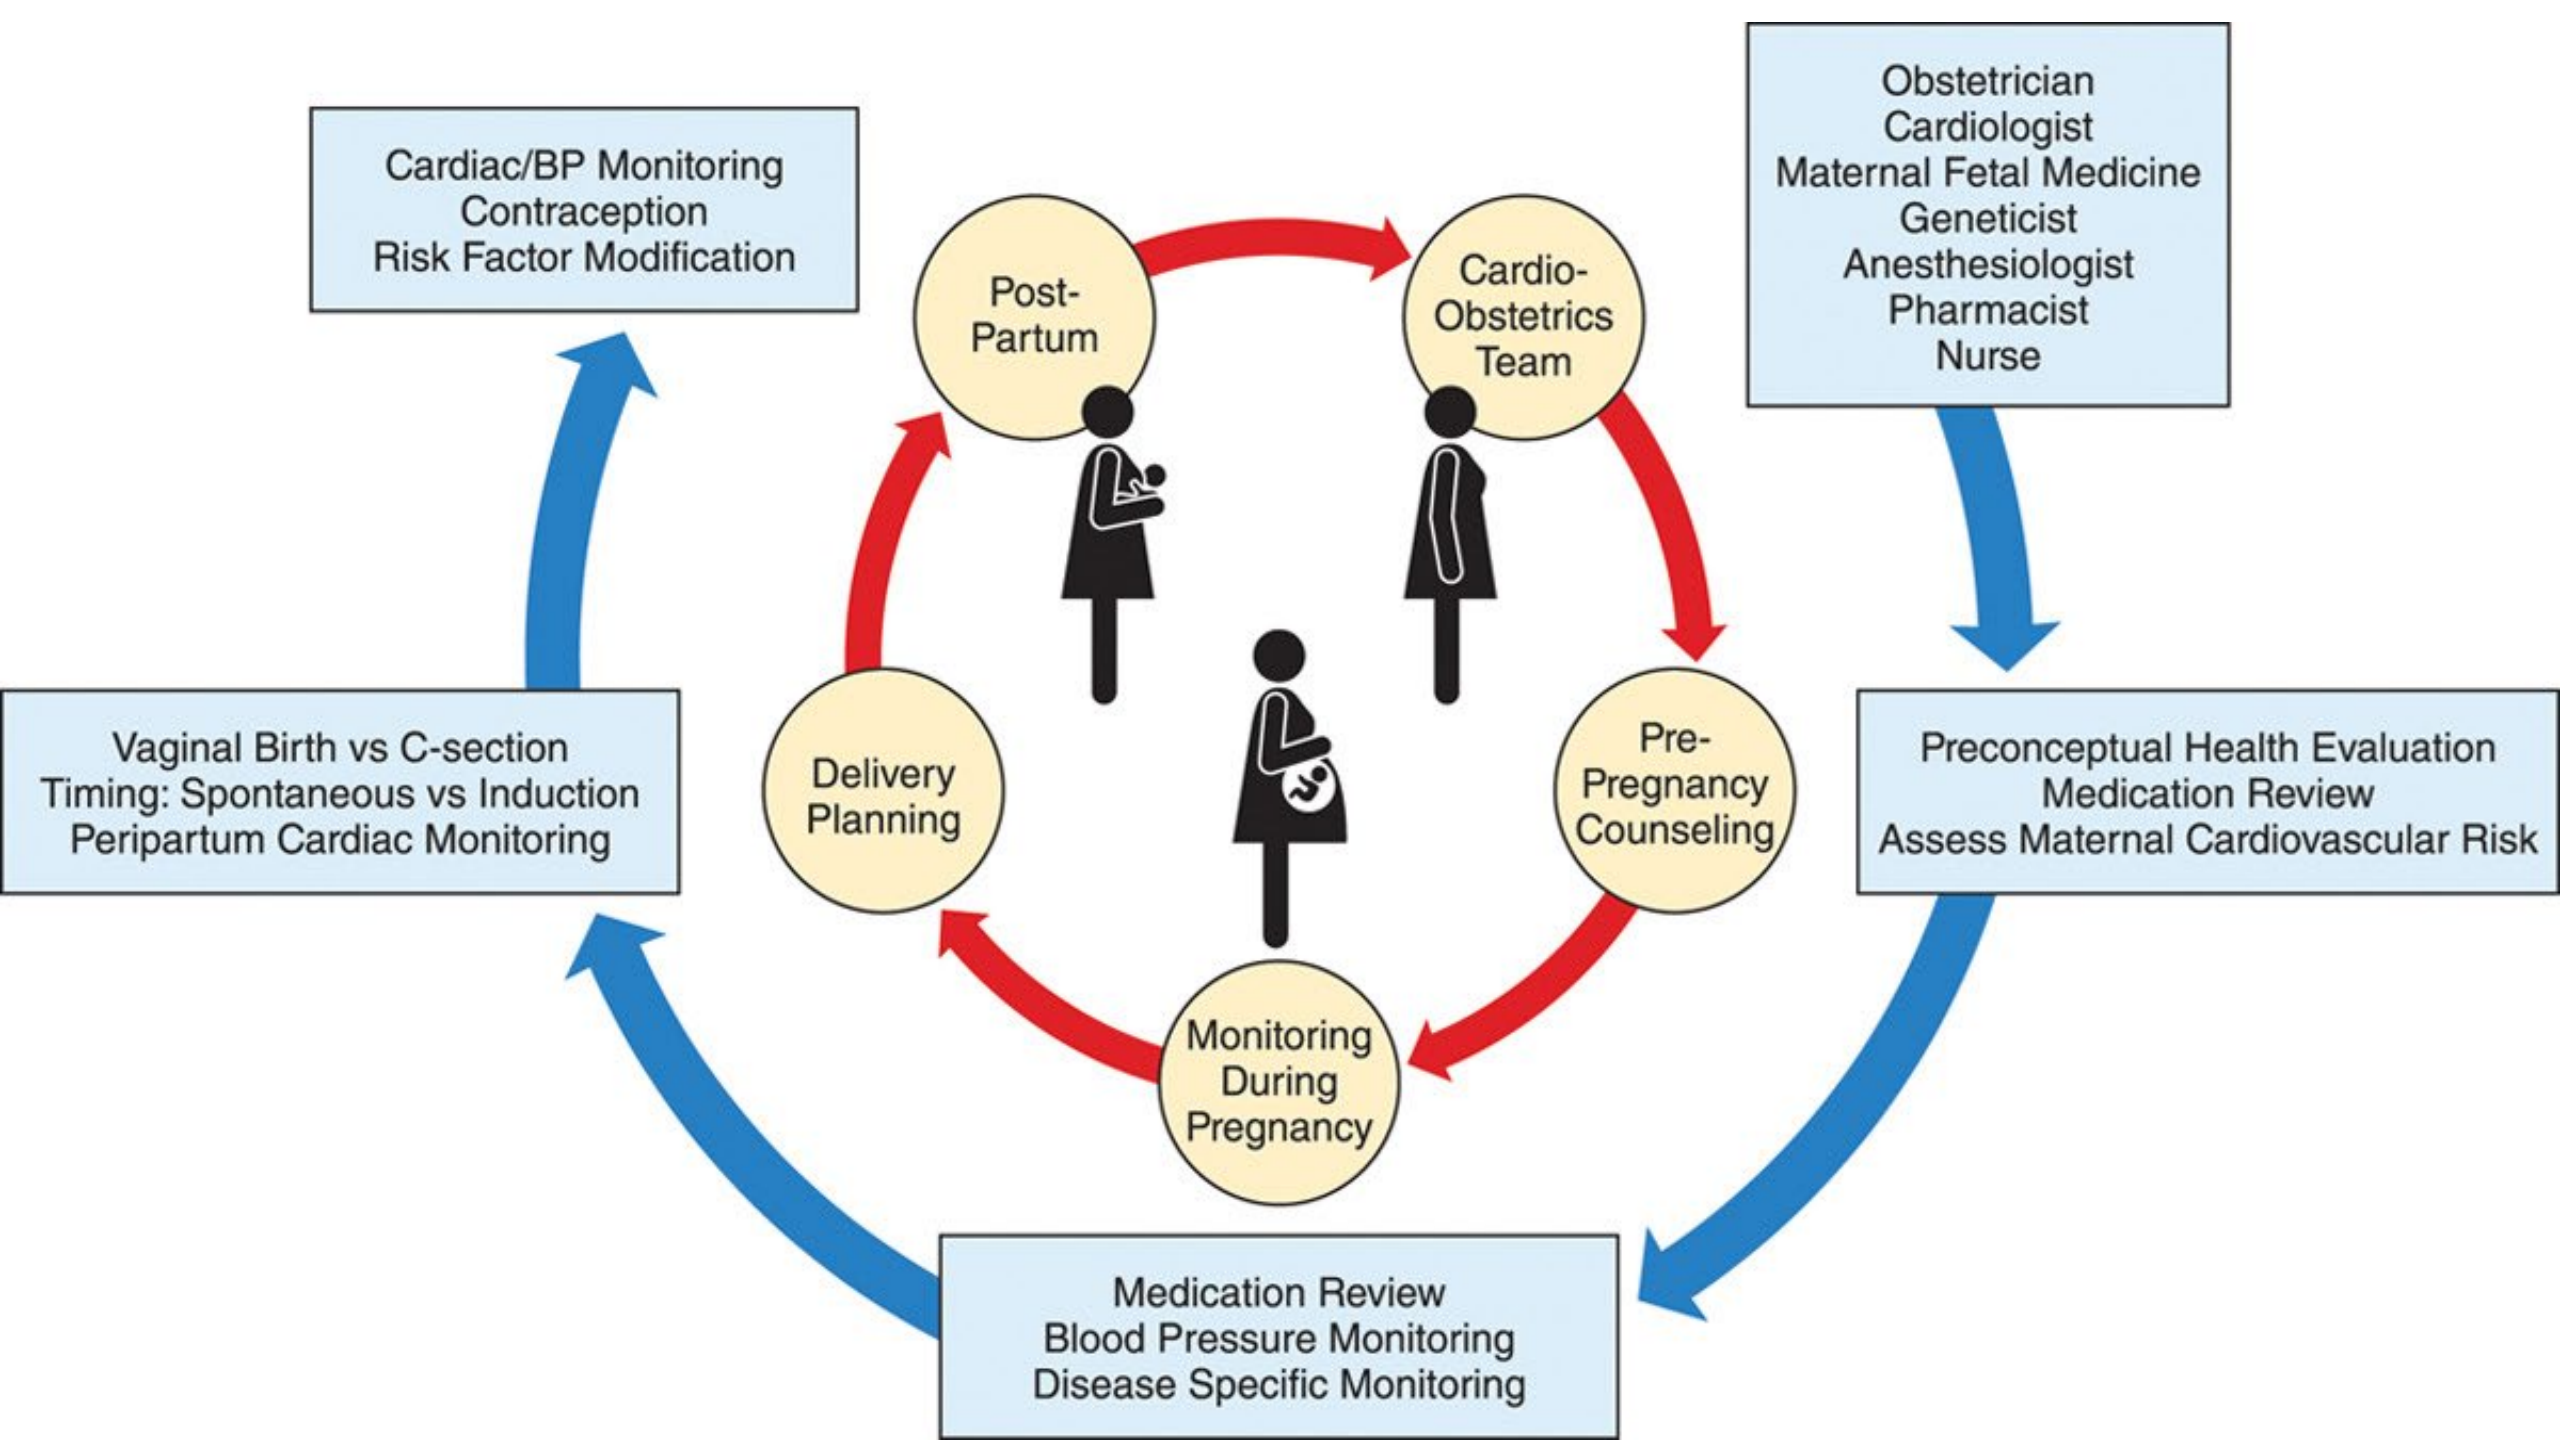 Obstetrician
Cardiologist
Maternal Fetal Medicine
Geneticist
Anesthesiologist
Pharmacist
Nurse
Cardiac/BP Monitoring
Contraception
Risk Factor Modification
Post-
Partum
Cardio-
Obstetrics
Team
Vaginal Birth vs C-section
Timing: Spontaneous vs Induction
Peripartum Cardiac Monitoring
Delivery
Planning
Pre-
Pregnancy
Counseling
Preconceptual Health Evaluation
Medication Review
Assess Maternal Cardiovascular Risk
Monitoring
During
Pregnancy
Medication Review
Blood Pressure Monitoring
Disease Specific Monitoring